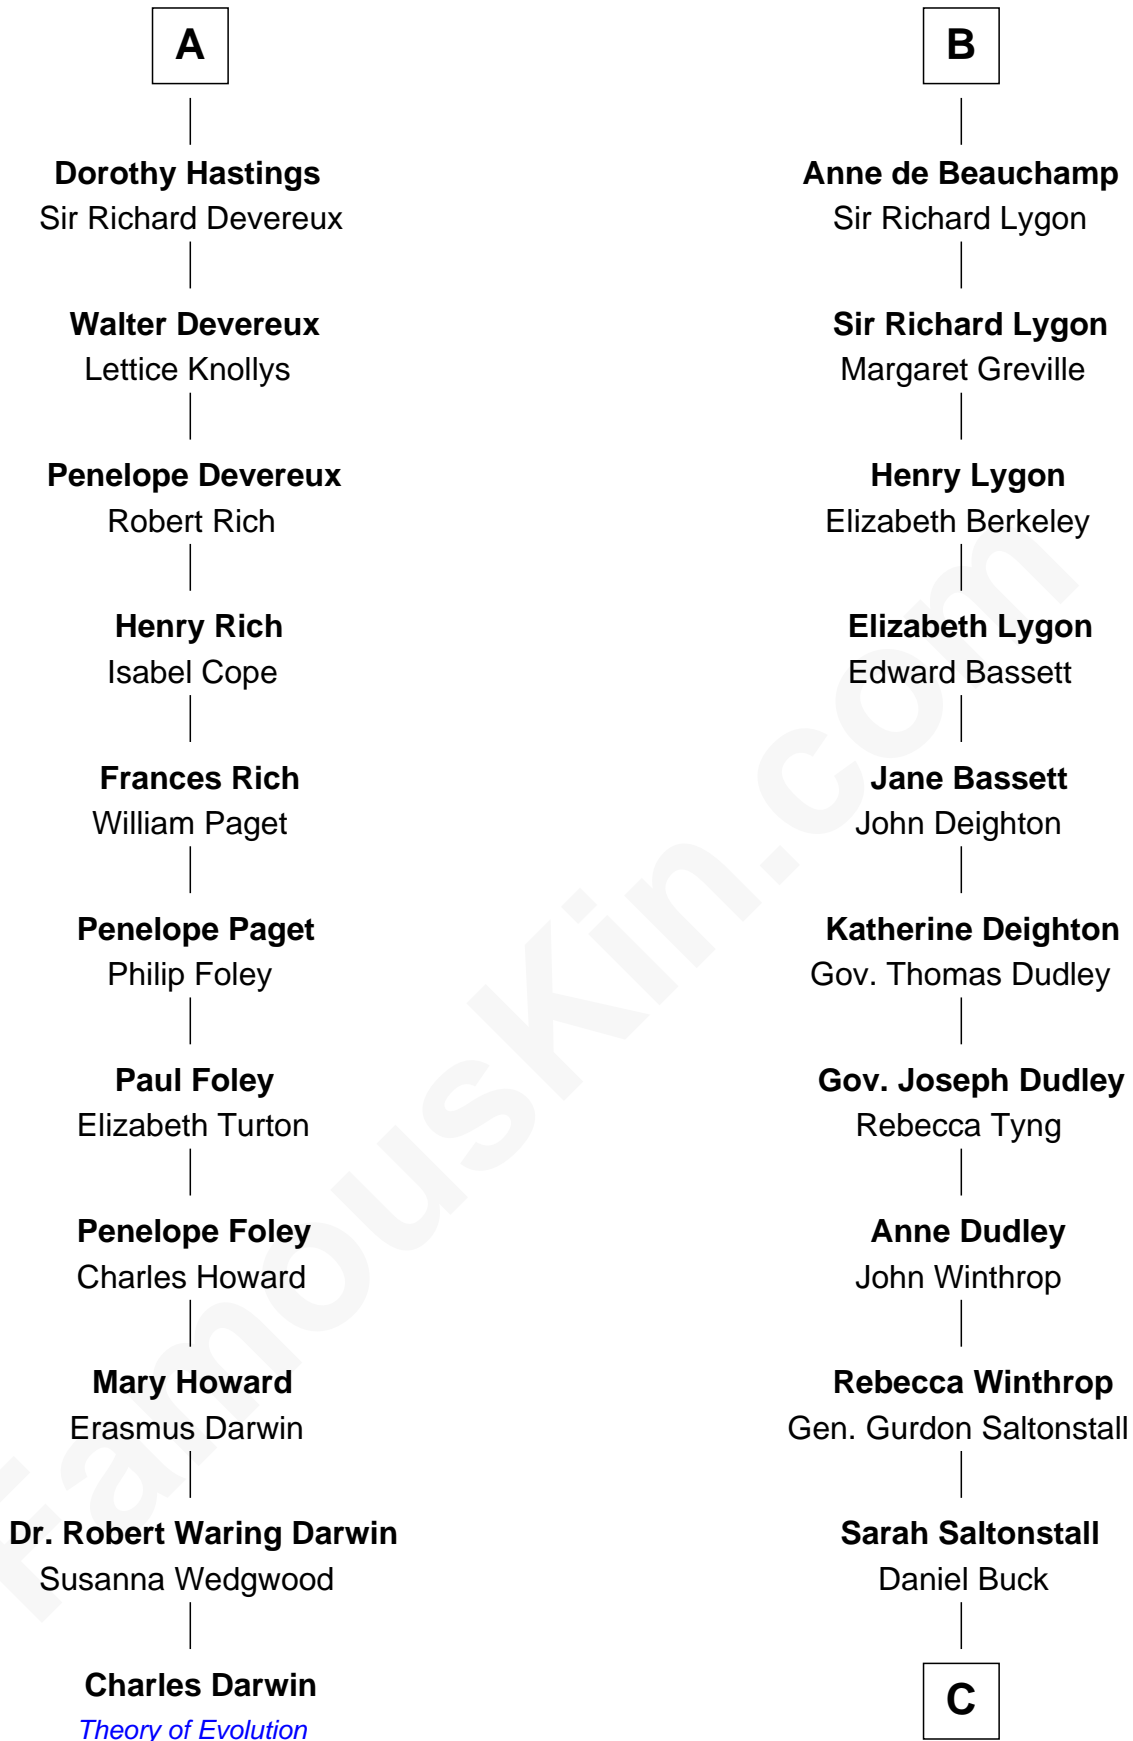 A
Dorothy Hastings
Sir Richard Devereux
Walter Devereux
Lettice Knollys
Penelope Devereux
Robert Rich
Henry Rich
Isabel Cope
Frances Rich
William Paget
Penelope Paget
Philip Foley
Paul Foley
Elizabeth Turton
Penelope Foley
Charles Howard
Mary Howard
Erasmus Darwin
Dr. Robert Waring Darwin
Susanna Wedgwood
Charles Darwin
Theory of Evolution
B
Anne de Beauchamp
Sir Richard Lygon
Sir Richard Lygon
Margaret Greville
Henry Lygon
Elizabeth Berkeley
Elizabeth Lygon
Edward Bassett
Jane Bassett
John Deighton
Katherine Deighton
Gov. Thomas Dudley
Gov. Joseph Dudley
Rebecca Tyng
Anne Dudley
John Winthrop
Rebecca Winthrop
Gen. Gurdon Saltonstall
Sarah Saltonstall
Daniel Buck
C
FamousKin.com